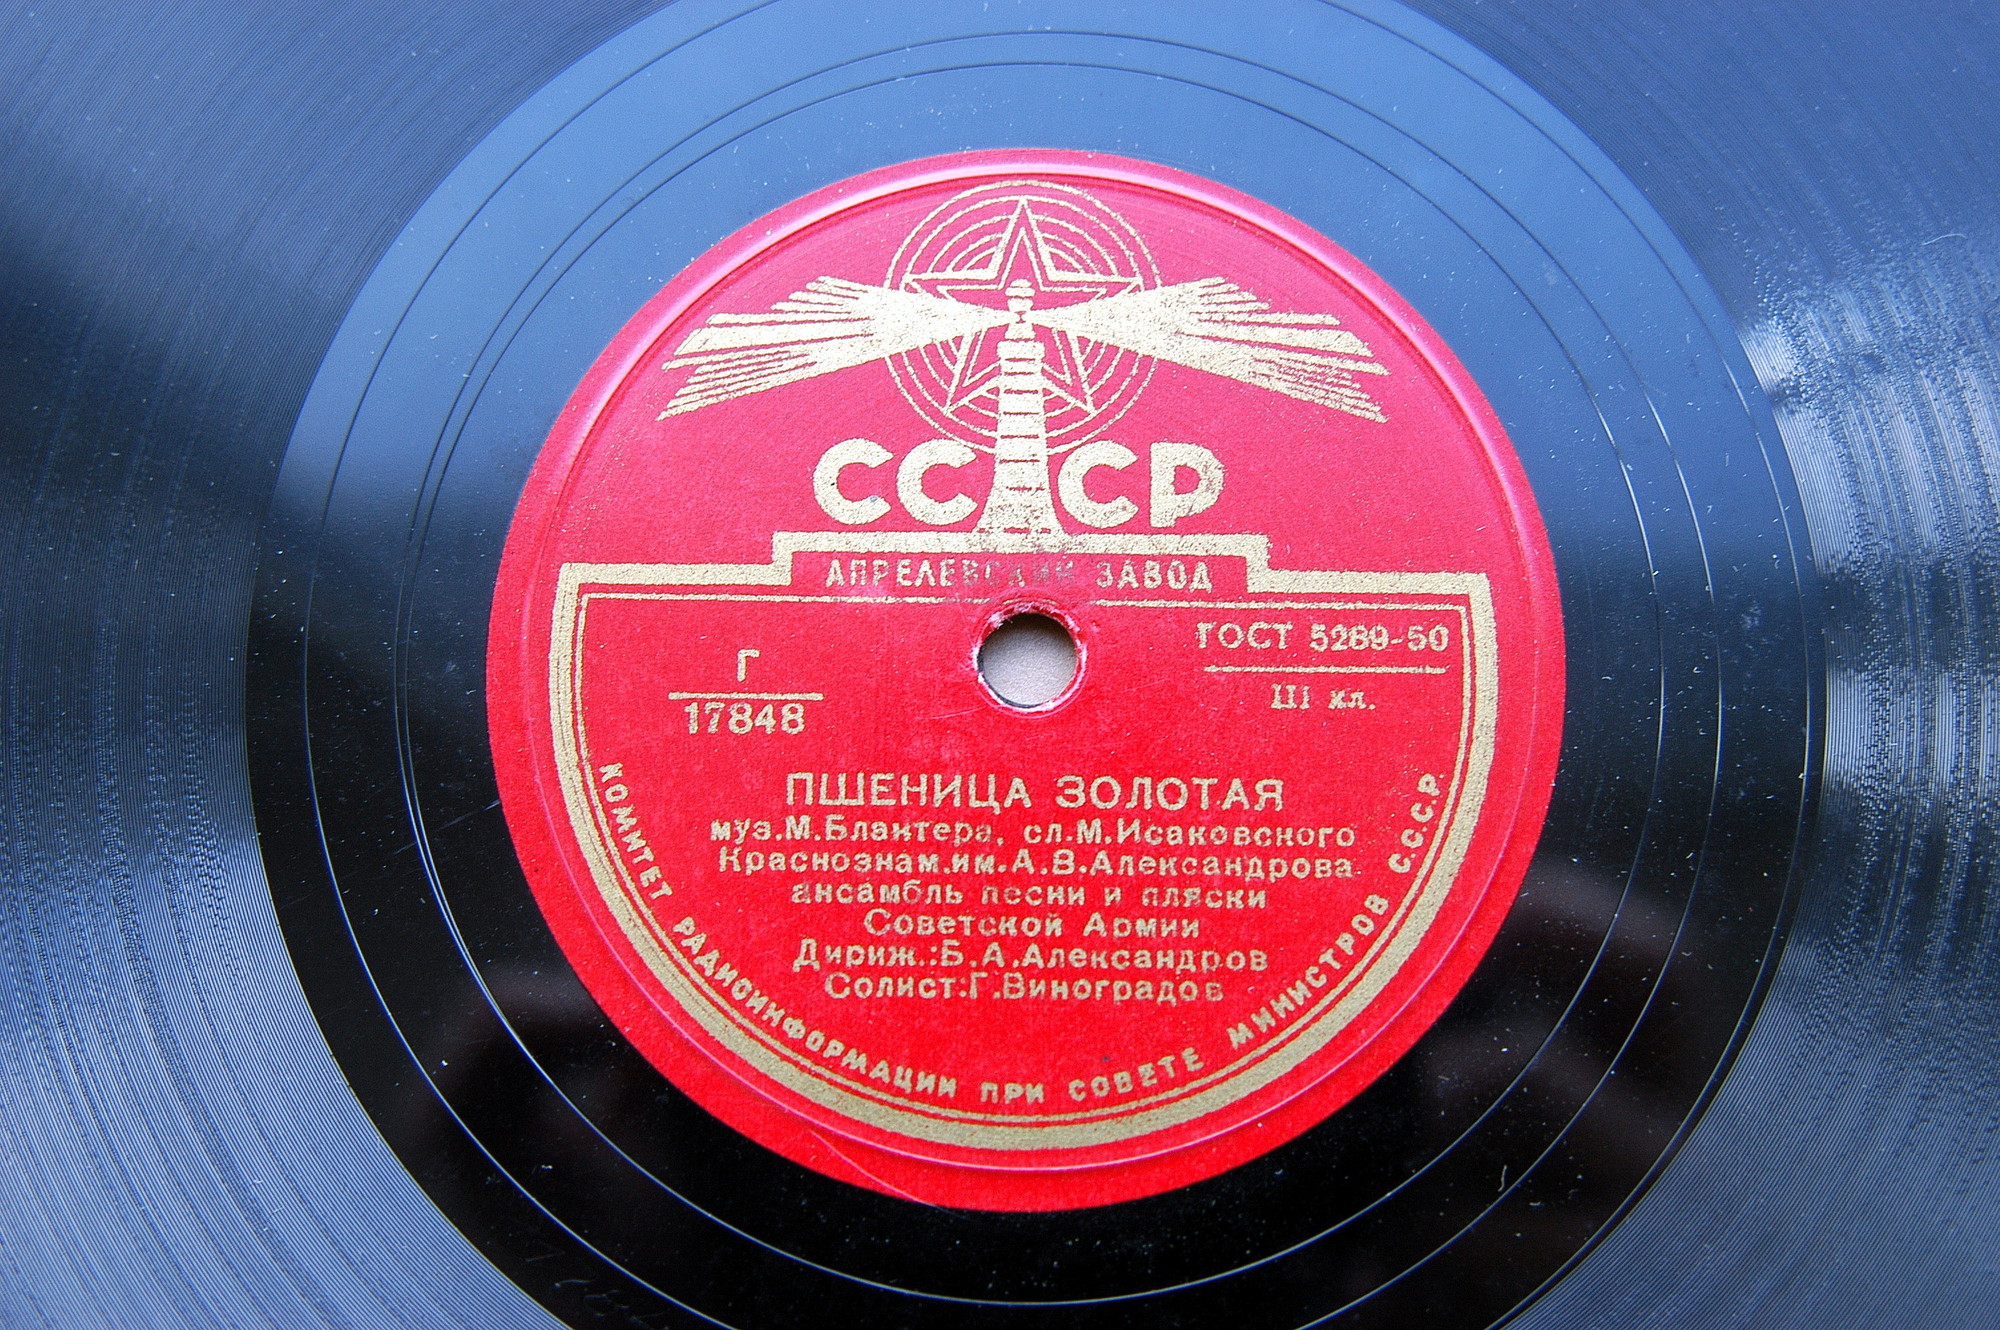 СССР
АПРЕЛЕВСКИЙ ЗАВОД
Г
17848
ГОСТ 5289-50
III кл.
ПШЕНИЦА ЗОЛОТАЯ
муз.М.Блантера, сл.М.Исаковского
Краснознам.им.А.В.Александрова
ансамбль песни и пляски
Советской Армии
Дириж.:Б.А.Александров
Солист:Г.Виноградов
КОМИТЕТ РАДИОИНФОРМАЦИИ ПРИ СОВЕТЕ МИНИСТРОВ С.С.С.Р.